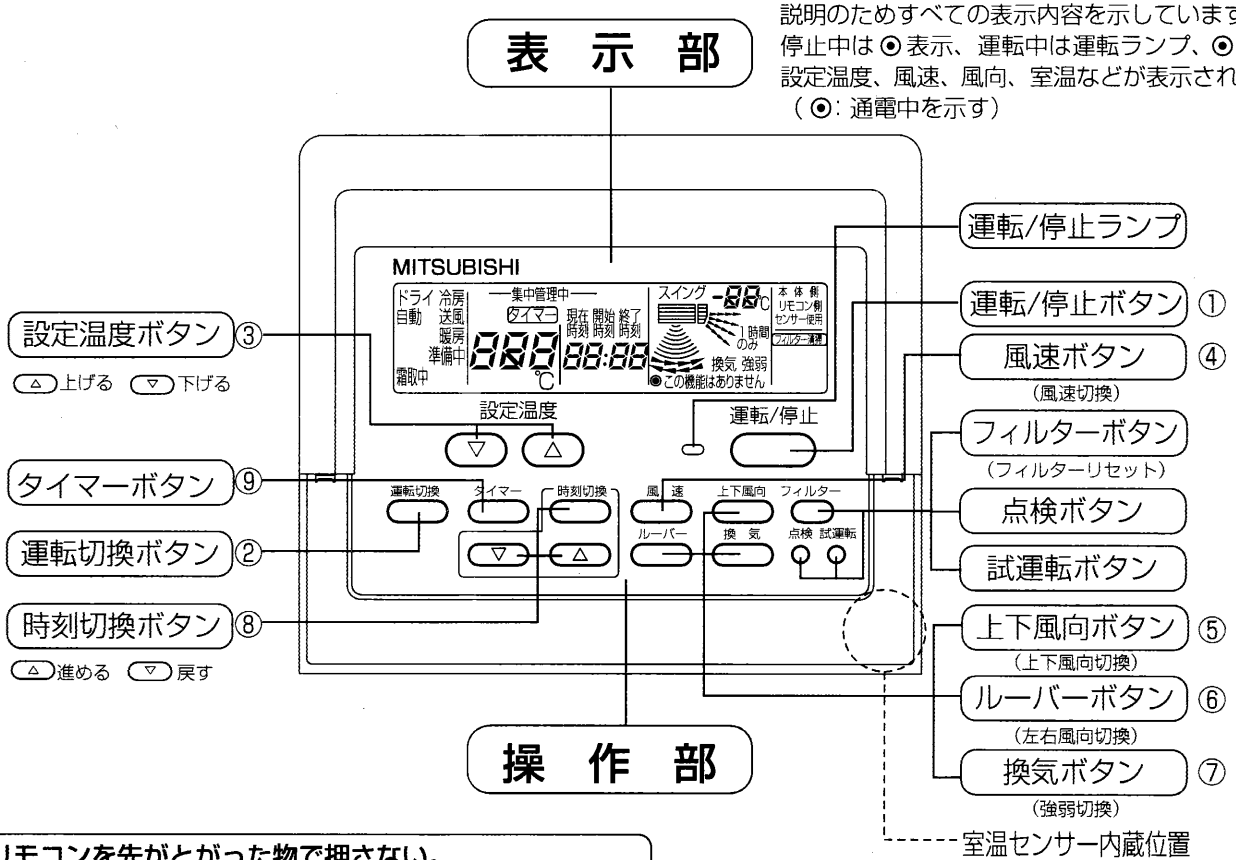 説明のためすべての表示内容を示しています
停止中は◉表示、運転中は運転ランプ、◉
設定温度、風速、風向、室温などが表示され
（◉：通電中を示す）
表 示 部
MITSUBISHI
ドライ 冷房
自動 送風
暖房
準備中
霜取中
集中管理中
タイマー
現在 開始 終了
時刻 時刻 時刻
888
℃
88:88
スイング
-88℃
1時間
のみ
換気 強弱
◉この機能はありません
本体側
リモコン側
センサー使用
フィルター清掃
設定温度
▽ △
運転/停止
運転切換
タイマー
時刻切換
▽ △
風 速
上下風向
フィルター
ルーバー
換 気
点検 試運転
設定温度ボタン ③
△上げる ▽下げる
タイマーボタン ⑨
運転切換ボタン ②
時刻切換ボタン ⑧
△進める ▽戻す
運転/停止ランプ
運転/停止ボタン ①
風速ボタン ④
(風速切換)
フィルターボタン
(フィルターリセット)
点検ボタン
試運転ボタン
上下風向ボタン ⑤
(上下風向切換)
ルーバーボタン ⑥
(左右風向切換)
換気ボタン ⑦
(強弱切換)
室温センサー内蔵位置
操 作 部
リモコンを先がとがった物で押さない。